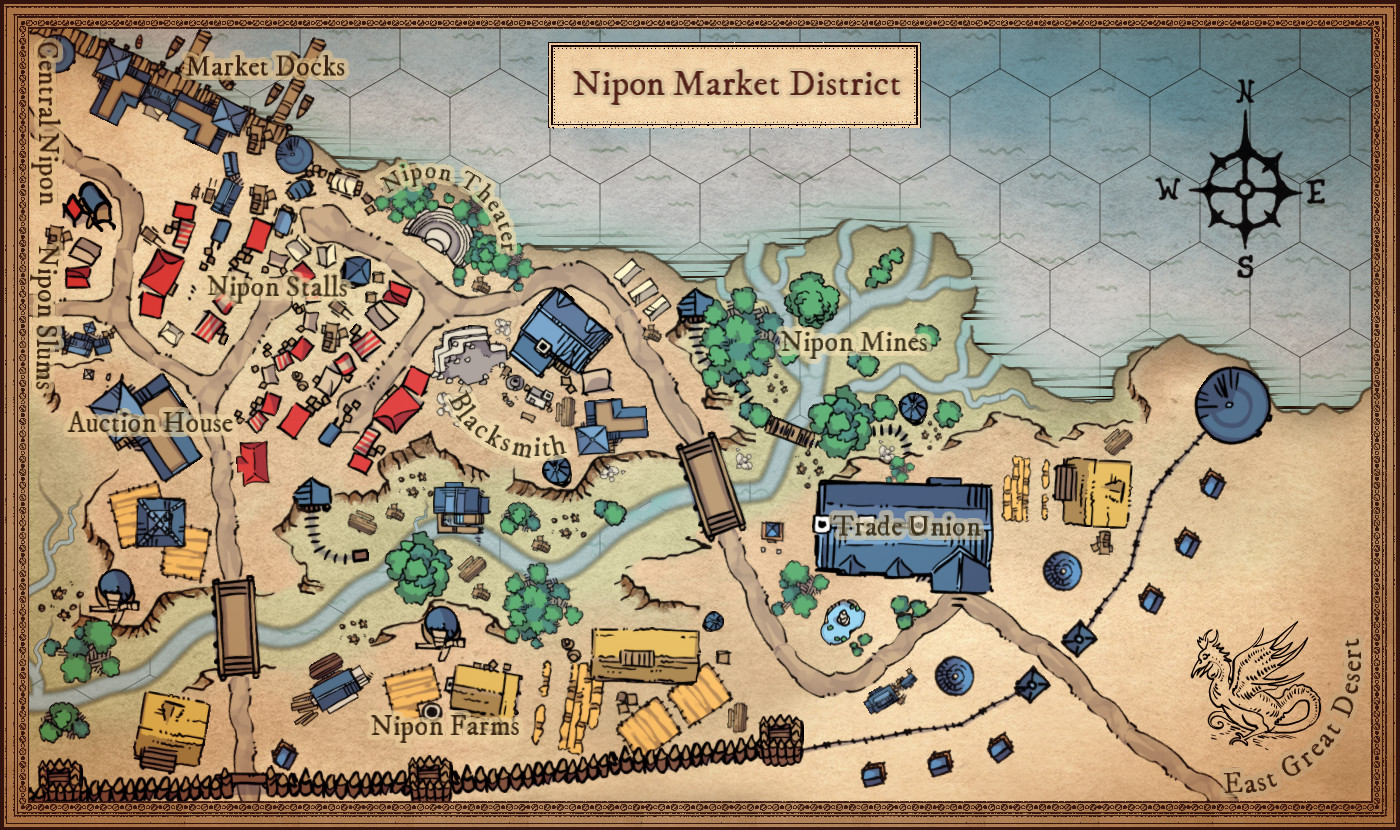 Nipon Market District
Market Docks
Central Nipon
Nipon Theater
N
W
E
S
Nipon Slums
Nipon Stalls
Nipon Mines
Auction House
Blacksmith
Trade Union
Nipon Farms
East Great Desert